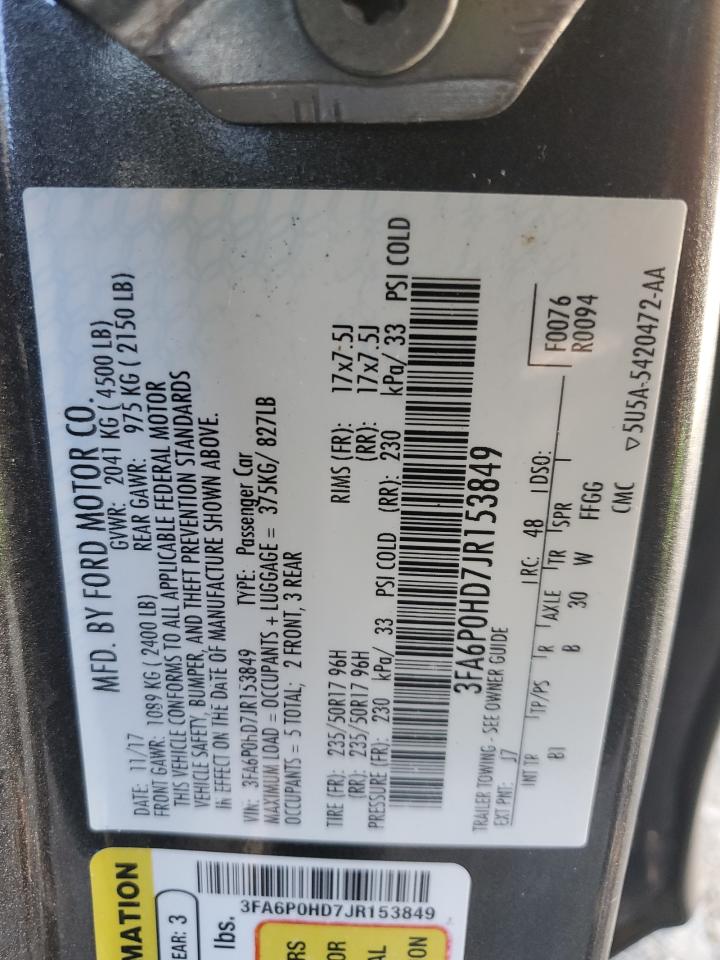 MFD. BY FORD MOTOR CO.
DATE: 11/17 GVWR: 2041 KG ( 4500 LB)
FRONT GAWR: 1089 KG ( 2400 LB) REAR GAWR: 975 KG ( 2150 LB)
THIS VEHICLE CONFORMS TO ALL APPLICABLE FEDERAL MOTOR
VEHICLE SAFETY, BUMPER, AND THEFT PREVENTION STANDARDS
IN EFFECT ON THE DATE OF MANUFACTURE SHOWN ABOVE.
VIN: 3FA6P0HD7JR153849 TYPE: Passenger Car
MAXIMUM LOAD = OCCUPANTS + LUGGAGE = 375KG/ 827LB
OCCUPANTS = 5 TOTAL; 2 FRONT, 3 REAR
TIRE (FR): 235/50R17 96H RIMS (FR): 17x7.5J
(RR): 235/50R17 96H (RR): 17x7.5J
PRESSURE (FR): 230 kPa/ 33 PSI COLD (RR): 230 kPa/ 33 PSI COLD
3FA6P0HD7JR153849
TRAILER TOWING - SEE OWNER GUIDE
EXT PNT: J7 RC: 48 DSO: F0076
R0094
INT TR TP/PS R AXLE TR SPR
B1 B 30 W FFGG
CMC
5U5A-5420472-AA
MATION
EAR: 3
lbs.
3FA6P0HD7JR153849
RS
OR
AL
ON